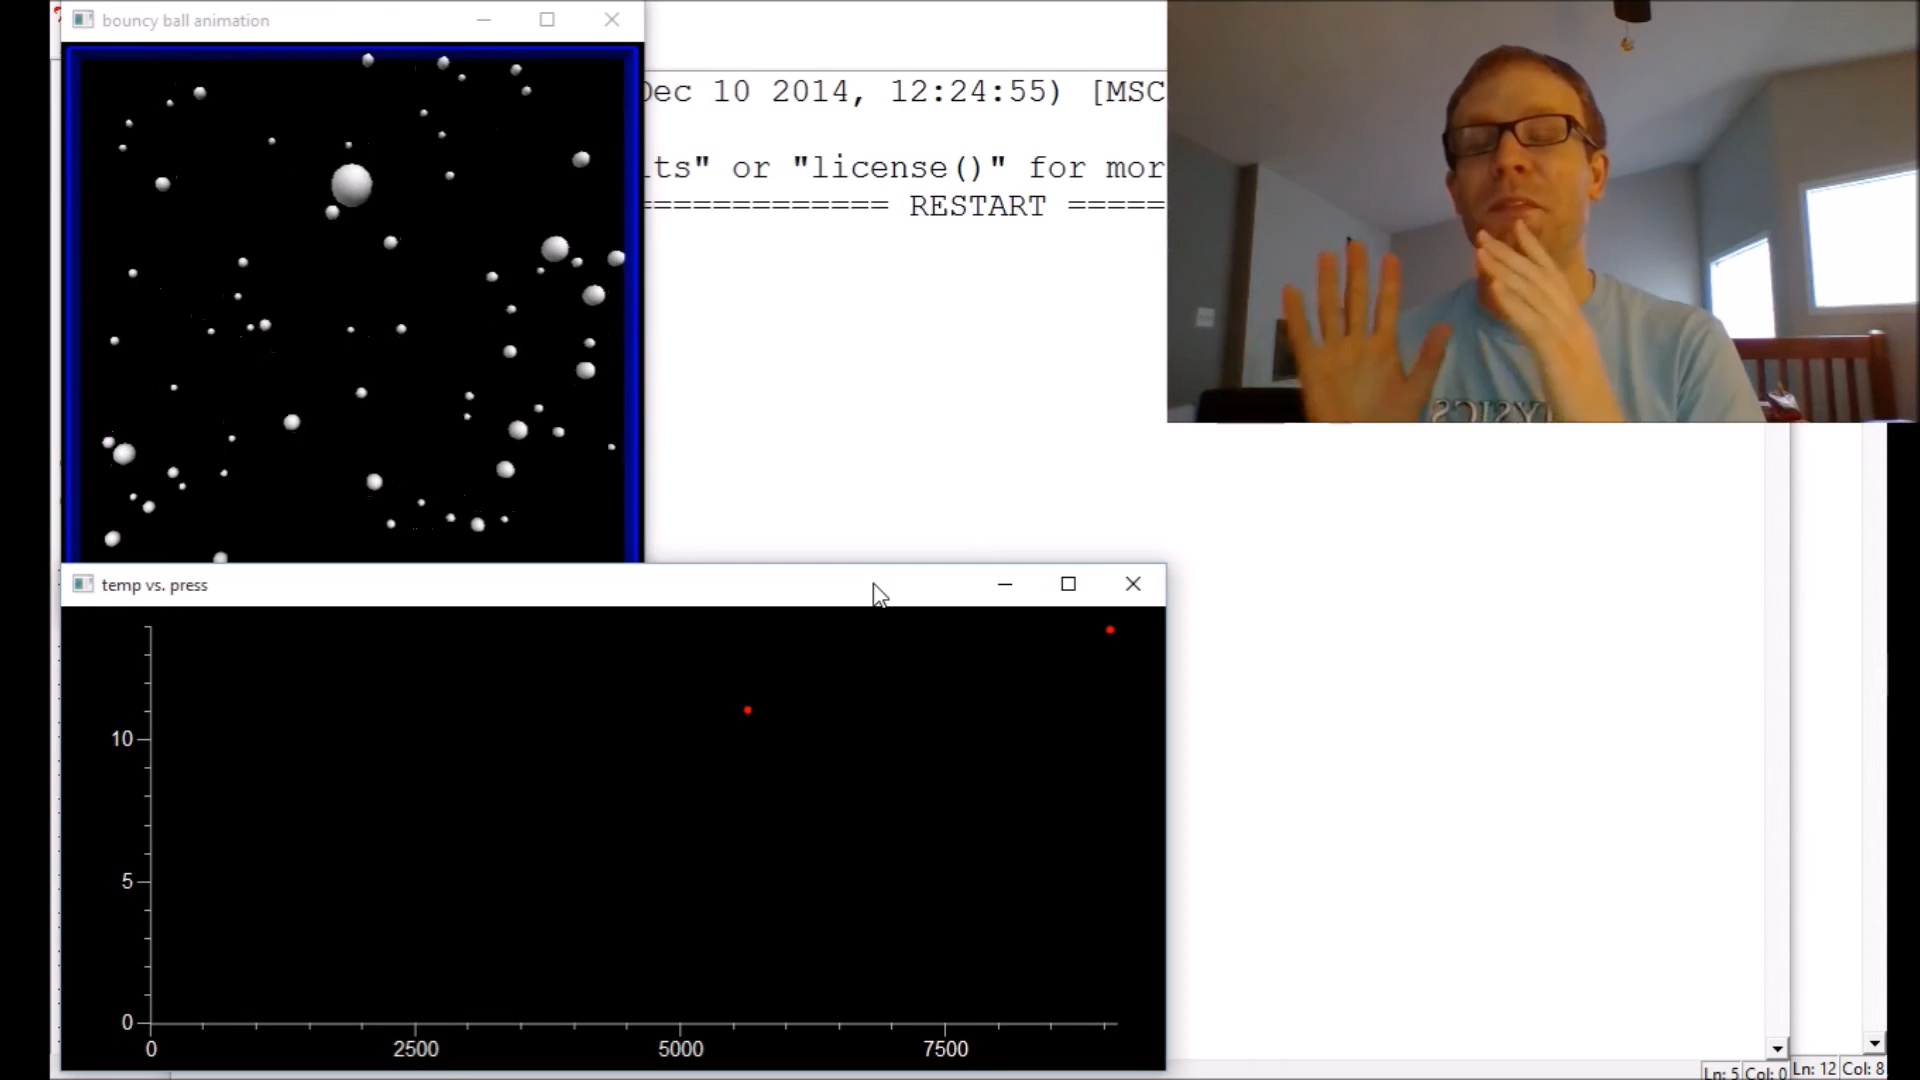 bouncy ball animation
Dec 10 2014, 12:24:55) [MSC
its" or "license()" for mor
============= RESTART =====
temp vs. press
10
5
0
0 2500 5000 7500
Ln: 5 Col: 0 Ln: 12 Col: 8